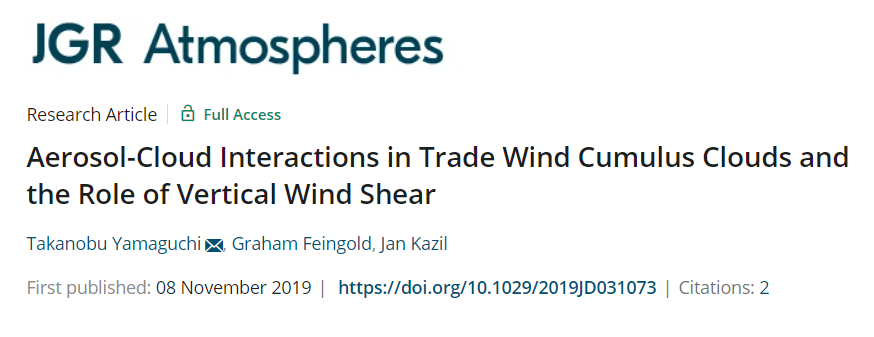 JGR Atmospheres
Research Article Full Access
Aerosol-Cloud Interactions in Trade Wind Cumulus Clouds and
the Role of Vertical Wind Shear
Takanobu Yamaguchi, Graham Feingold, Jan Kazil
First published: 08 November 2019 | https://doi.org/10.1029/2019JD031073 | Citations: 2